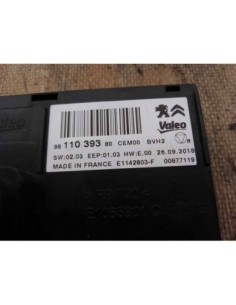 Valeo
98 110 393 80 CEM00 BVH2
SW:02.03 EEP:01.03 HW:E.00 26.09.2018
MADE IN FRANCE E1142803-F 00877119
Valeo